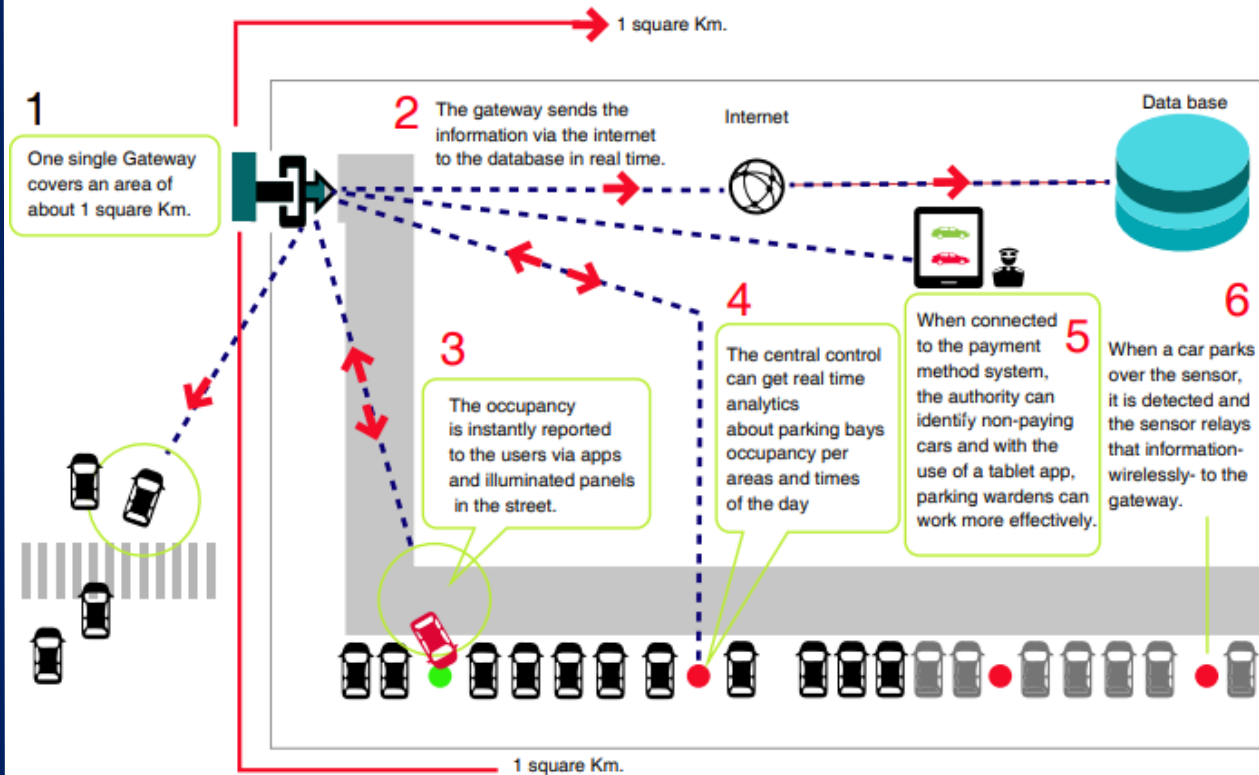 1 square Km.
1
One single Gateway
covers an area of
about 1 square Km.
2
The gateway sends the
information via the internet
to the database in real time.
Internet
Data base
3
The occupancy
is instantly reported
to the users via apps
and illuminated panels
in the street.
4
The central control
can get real time
analytics
about parking bays
occupancy per
areas and times
of the day
5
When connected
to the payment
method system,
the authority can
identify non-paying
cars and with the
use of a tablet app,
parking wardens can
work more effectively.
6
When a car parks
over the sensor,
it is detected and
the sensor relays
that information-
wirelessly- to the
gateway.
1 square Km.